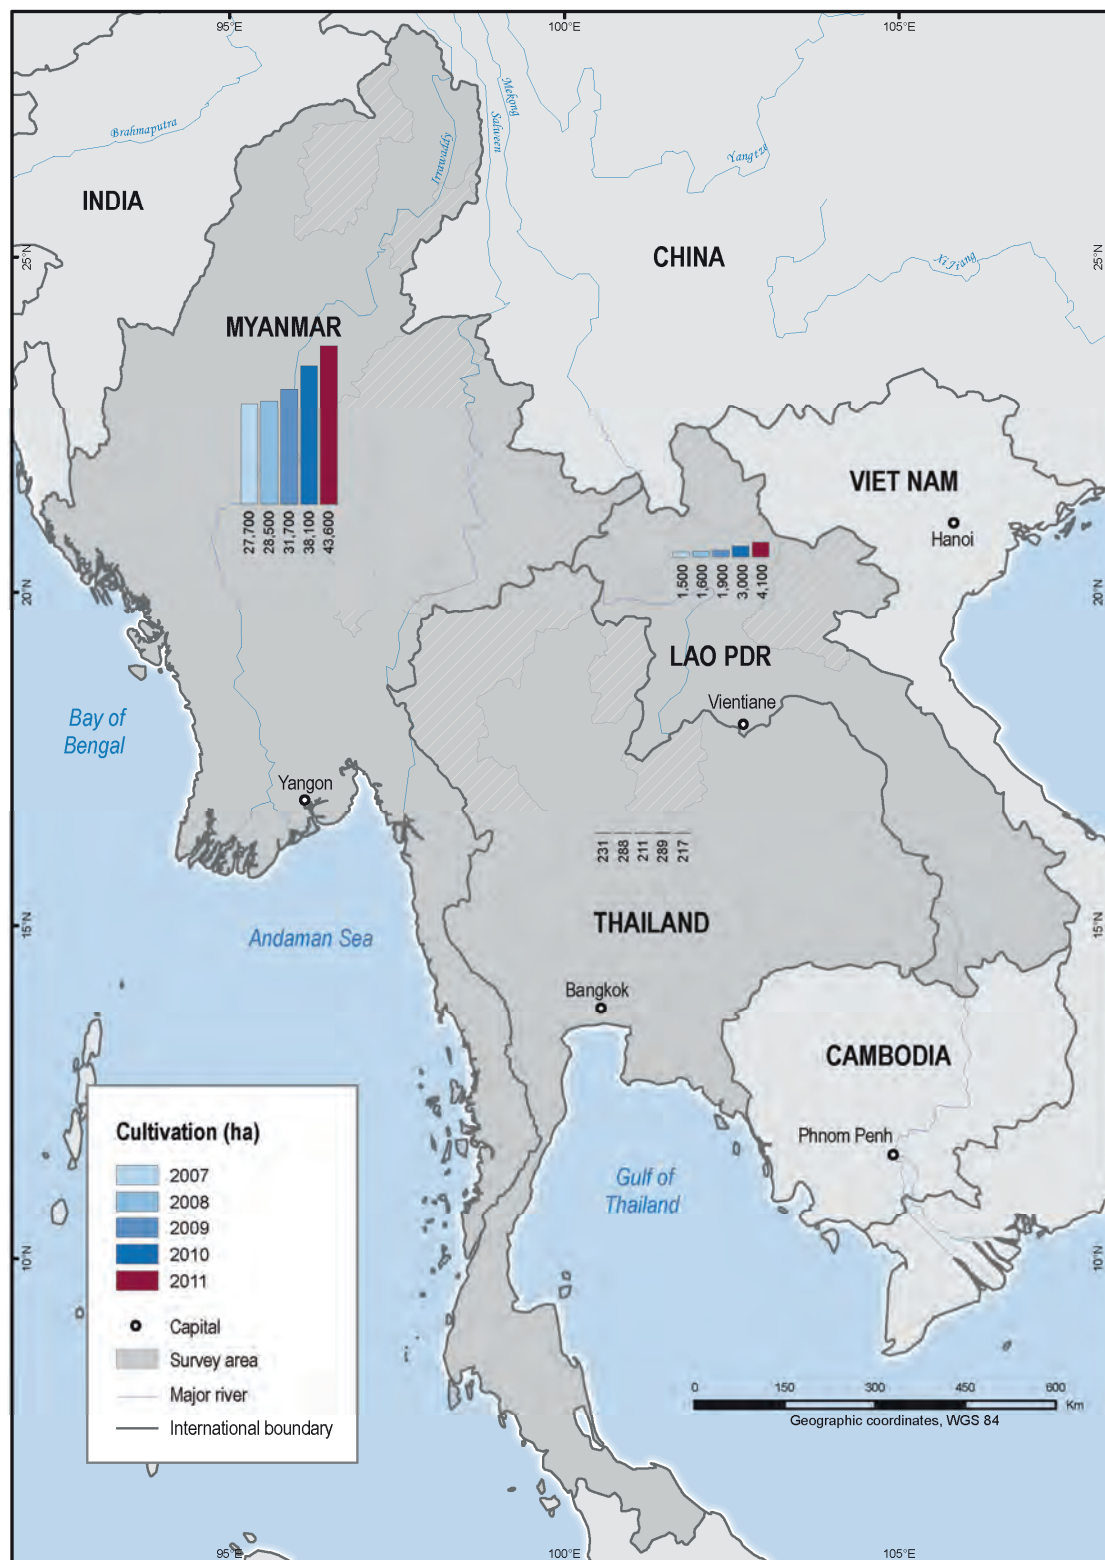 95°E
100°E
105°E
Brahmaputra
Irrawaddy
Salween
Mekong
Yangtze
Xi Jiang
INDIA
CHINA
25°N
25°N
MYANMAR
27,700
28,500
31,700
38,100
43,600
VIET NAM
Hanoi
1,500
1,600
1,900
3,000
4,100
20°N
20°N
LAO PDR
Vientiane
Bay of
Bengal
Yangon
231
288
211
289
217
THAILAND
15°N
15°N
Andaman Sea
Bangkok
CAMBODIA
Phnom Penh
Gulf of
Thailand
Cultivation (ha)
2007
2008
2009
2010
2011
Capital
Survey area
Major river
International boundary
10°N
10°N
0 150 300 450 600
Km
Geographic coordinates, WGS 84
95°E
100°E
105°E